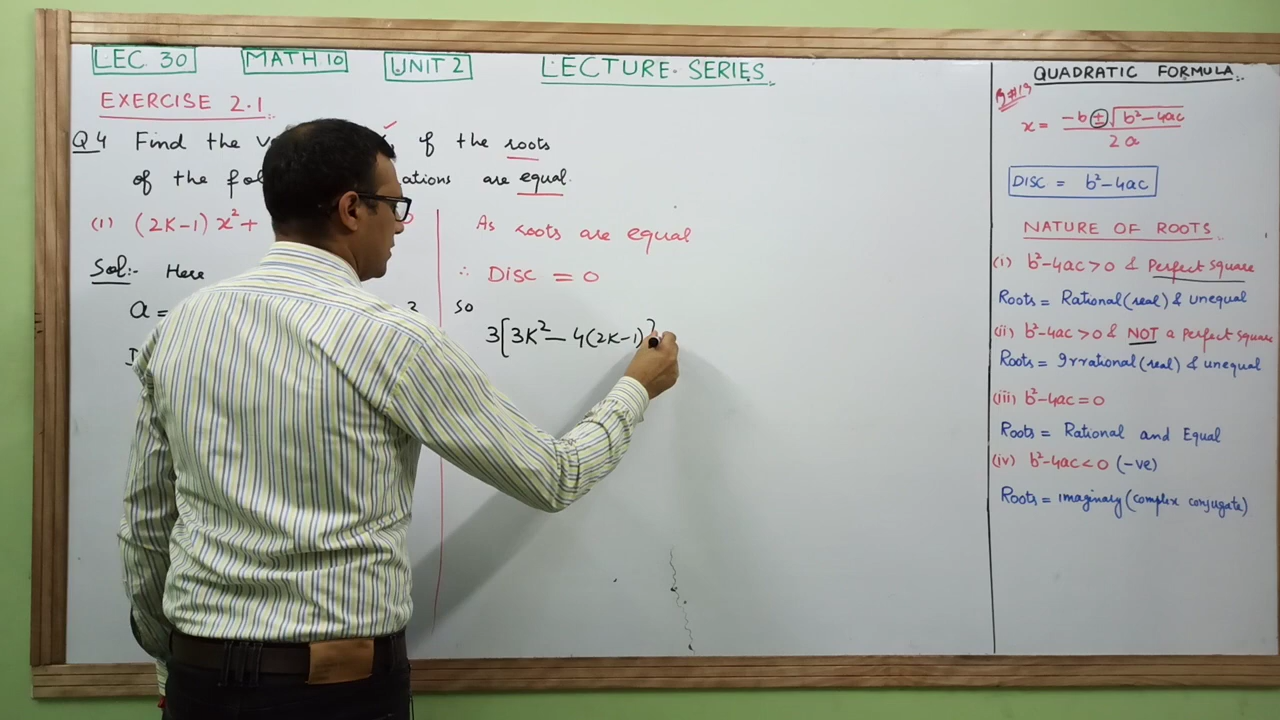 LEC 30 MATH 10 UNIT 2 LECTURE SERIES
EXERCISE 2.1
Q4 Find the of the roots
of the are equal.
(i) (2K-1) x² +
Sol:- Here
a =
As roots are equal
∴ DISC = 0
so
3[3K² - 4(2K-1)]
QUADRATIC FORMULA
x = (-b ± √(b²-4ac)) / 2a
DISC = b²-4ac
NATURE OF ROOTS
(i) b²-4ac > 0 & Perfect square
Roots = Rational (real) & unequal
(ii) b²-4ac > 0 & NOT a perfect square
Roots = Irrational (real) & unequal
(iii) b²-4ac = 0
Roots = Rational and Equal
(iv) b²-4ac < 0 (-ve)
Roots = imaginary (complex conjugate)